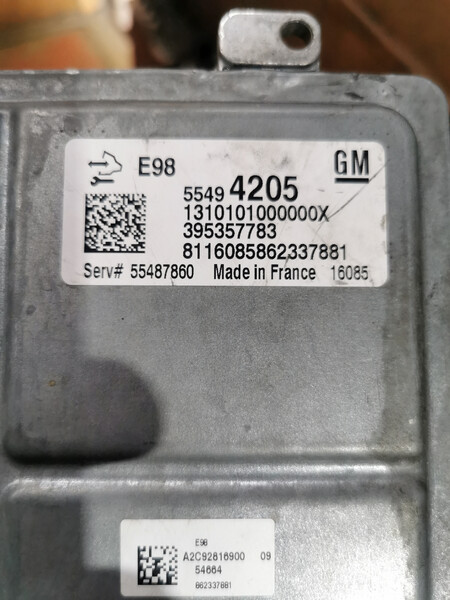 E98 GM
5549 4205
1310101000000X
395357783
8116085862337881
Serv# 55487860 Made in France 16085
E98
A2C92816900 09
54664
862337881